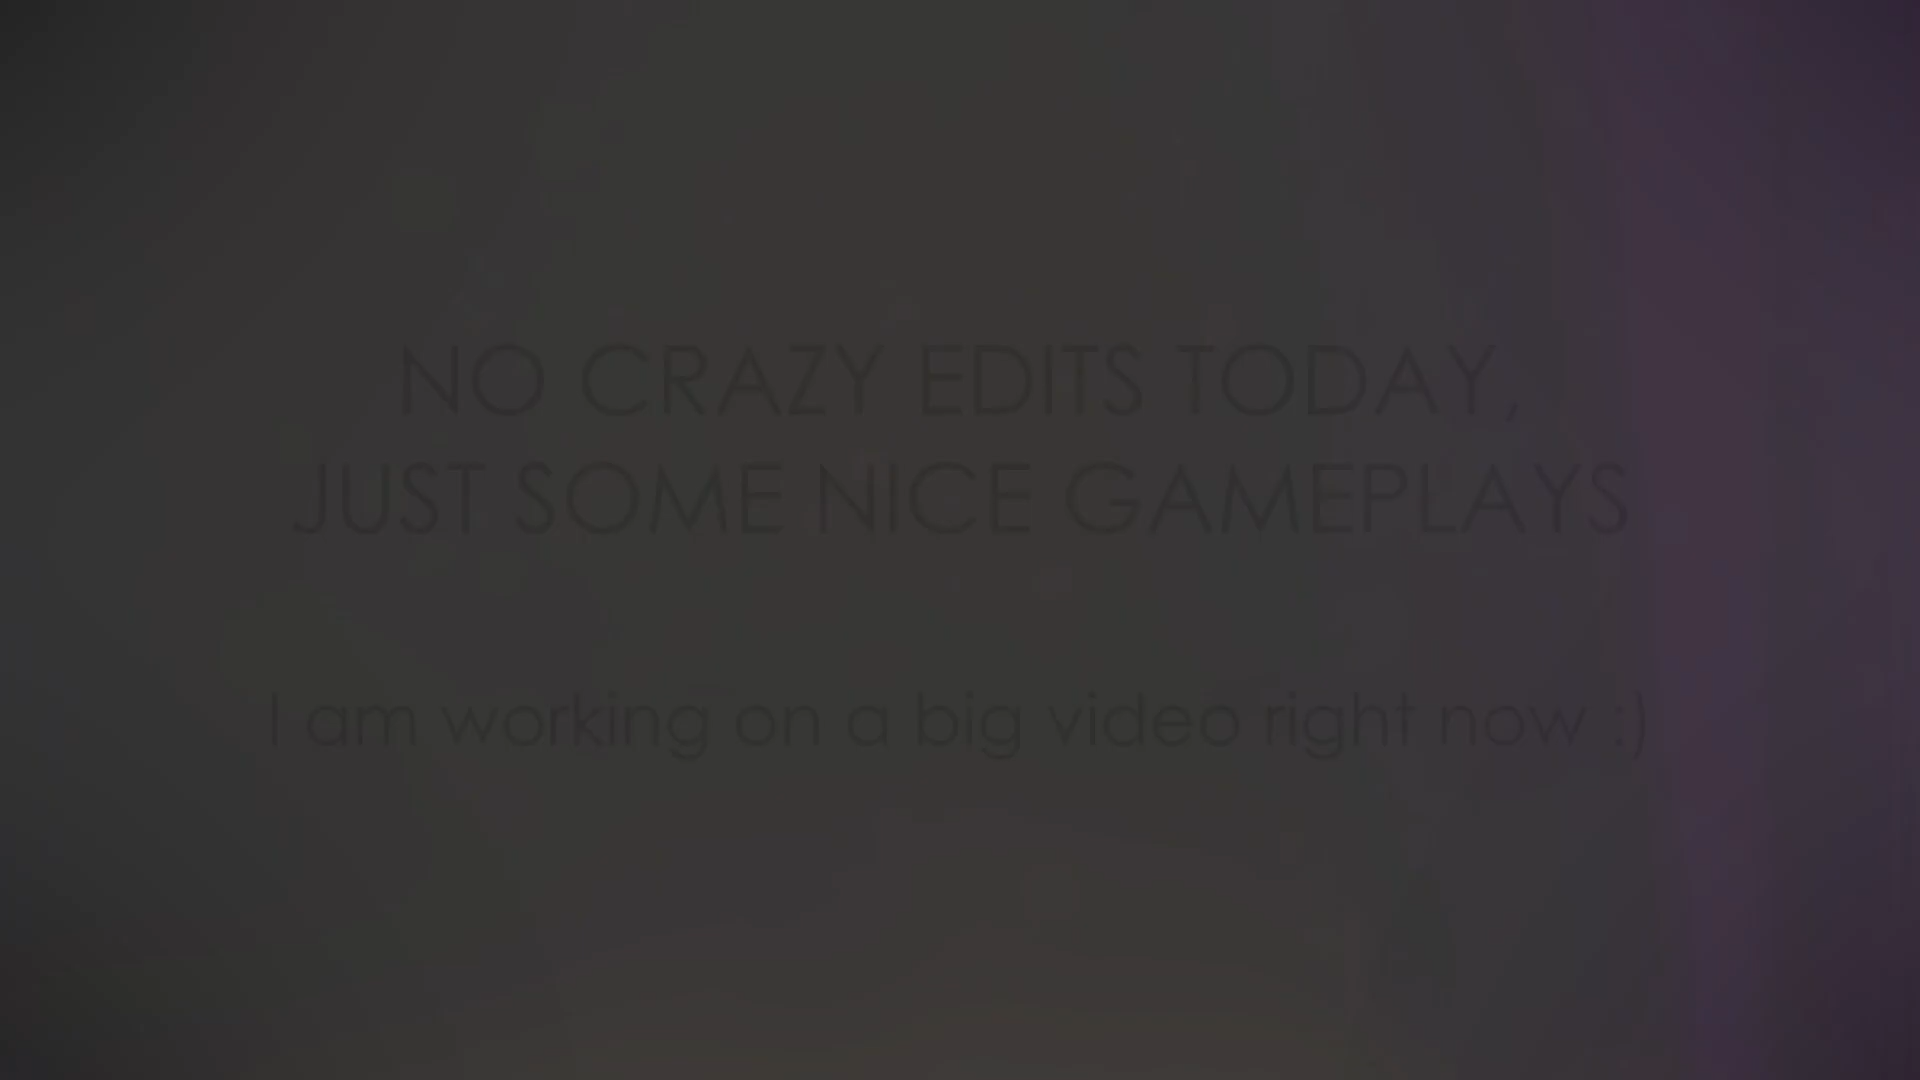 NO CRAZY EDITS TODAY,
JUST SOME NICE GAMEPLAYS
I am working on a big video right now :)